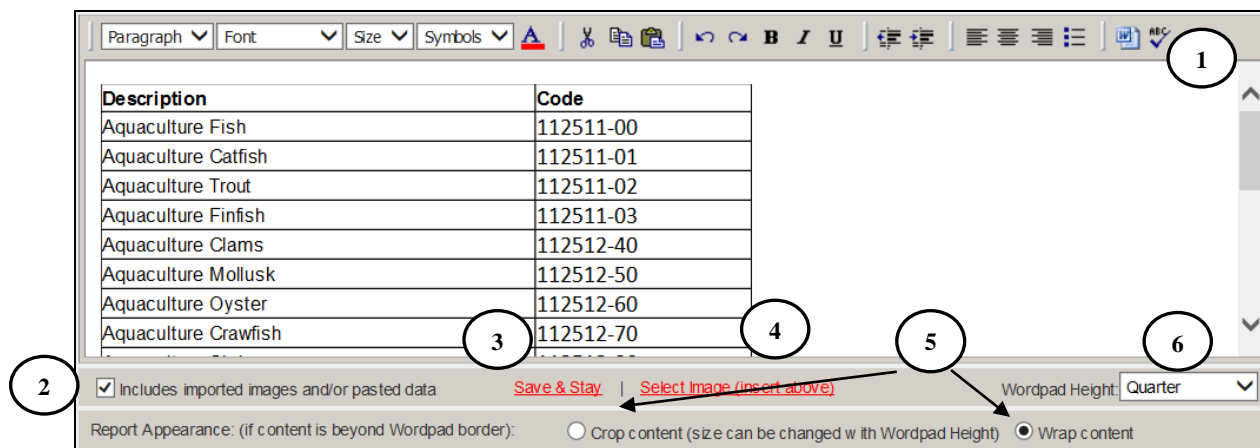 Paragraph Font Size Symbols A B I U W ABC
1
Description Code
Aquaculture Fish 112511-00
Aquaculture Catfish 112511-01
Aquaculture Trout 112511-02
Aquaculture Finfish 112511-03
Aquaculture Clams 112512-40
Aquaculture Mollusk 112512-50
Aquaculture Oyster 112512-60
Aquaculture Crawfish 112512-70
3 4 5 6
2 Includes imported images and/or pasted data Save & Stay | Select Image (insert above) Wordpad Height: Quarter
Report Appearance: (if content is beyond Wordpad border): Crop content (size can be changed with Wordpad Height) Wrap content